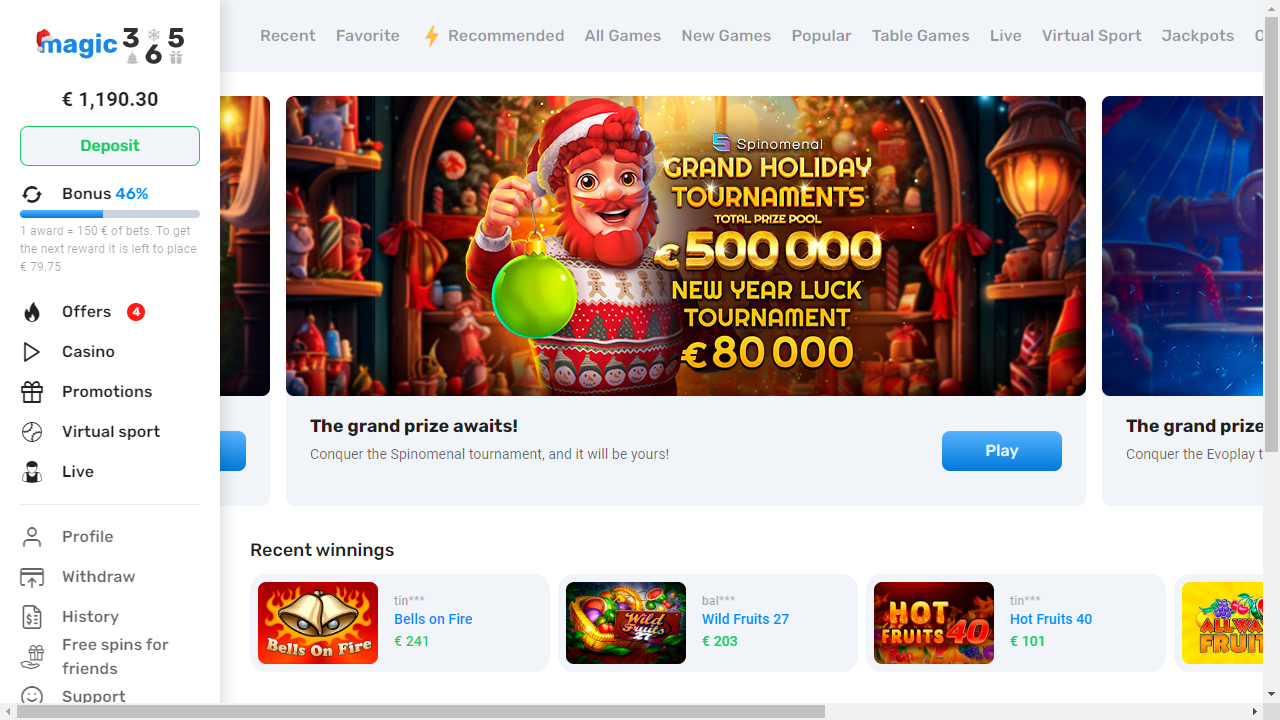 magic 365
€ 1,190.30
Deposit
Bonus 46%
1 award = 150 € of bets. To get
the next reward it is left to place
€ 79.75
Offers 4
Casino
Promotions
Virtual sport
Live
Profile
Withdraw
History
Free spins for
friends
Support
Recent Favorite Recommended All Games New Games Popular Table Games Live Virtual Sport Jackpots
Spinomenal
GRAND HOLIDAY
TOURNAMENTS
TOTAL PRIZE POOL
€500 000
NEW YEAR LUCK
TOURNAMENT
€80 000
The grand prize awaits!
Conquer the Spinomenal tournament, and it will be yours!
Play
The grand prize
Conquer the Evoplay t
Recent winnings
Bells On Fire
tin***
Bells on Fire
€ 241
Wild Fruits
bal***
Wild Fruits 27
€ 203
HOT
FRUITS 40
tin***
Hot Fruits 40
€ 101
ALLWA
FRUIT